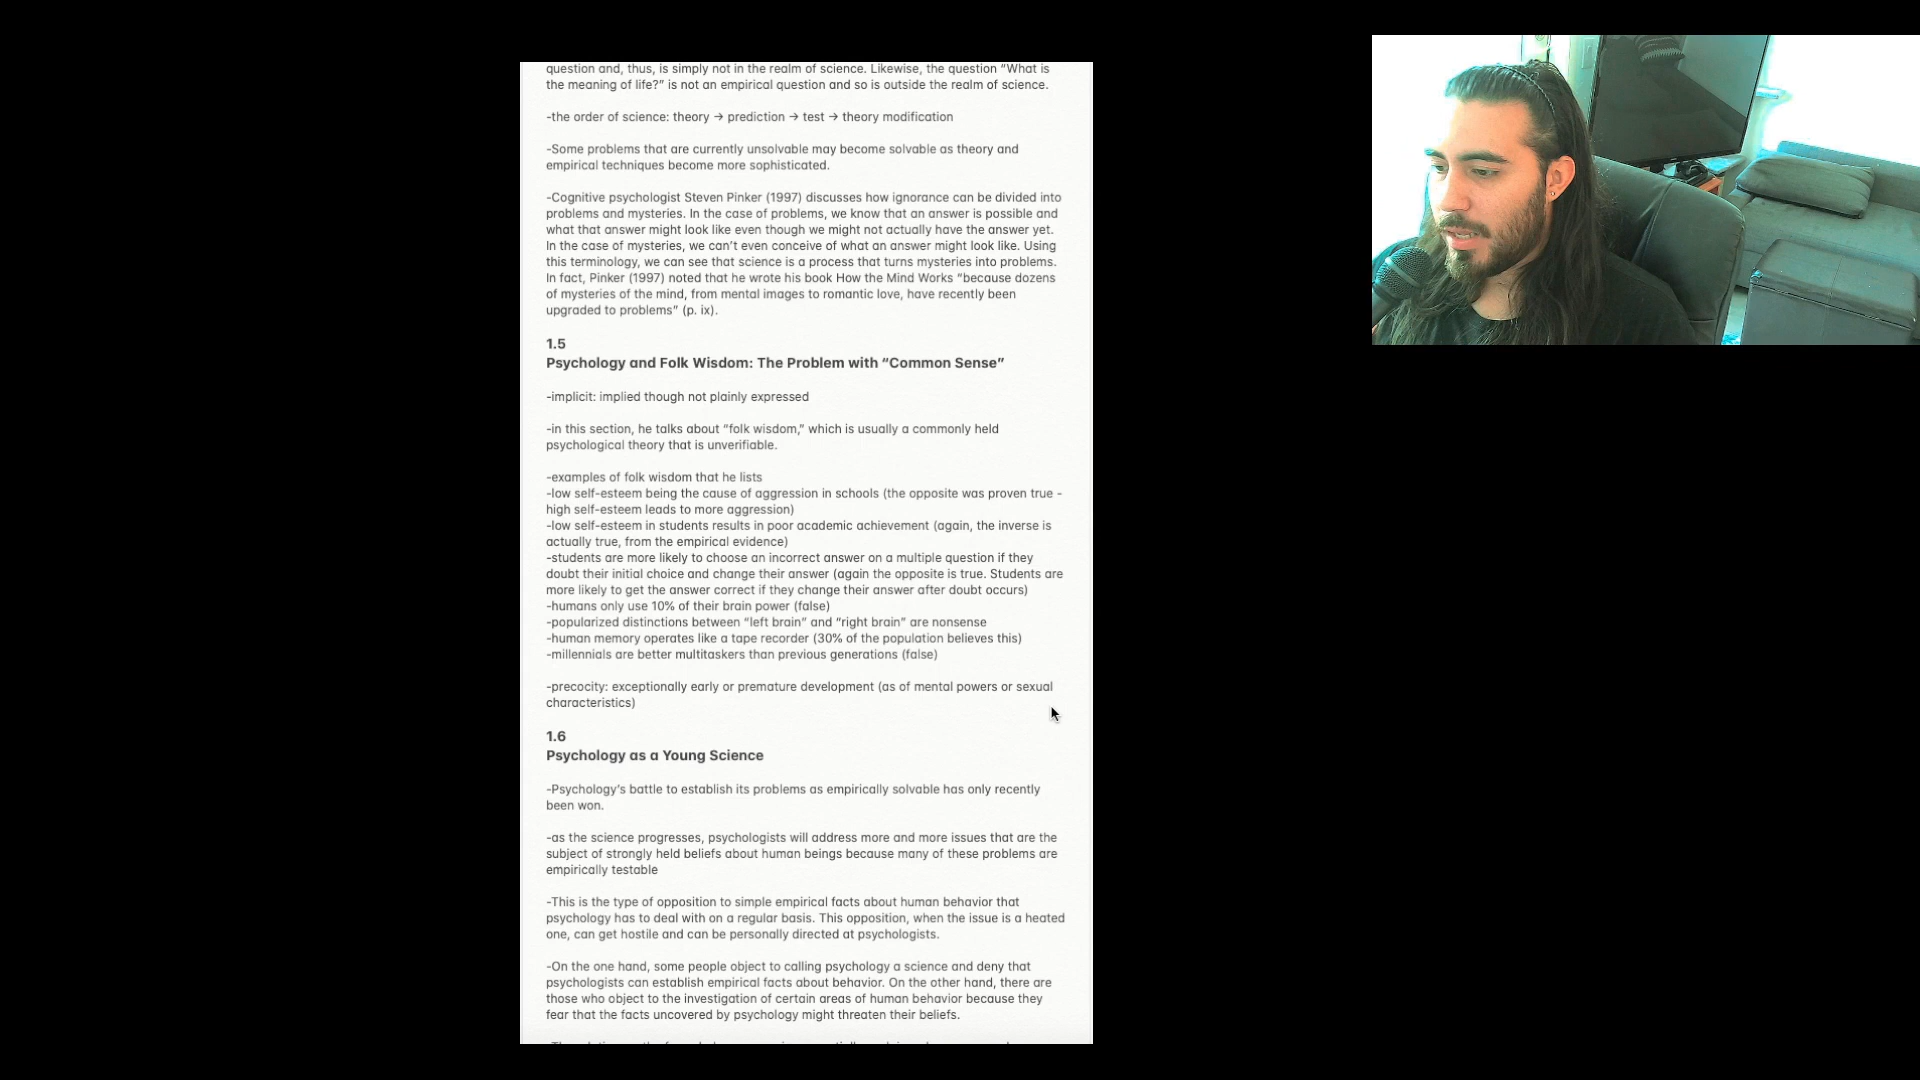 question and, thus, is simply not in the realm of science. Likewise, the question “What is
the meaning of life?” is not an empirical question and so is outside the realm of science.
-the order of science: theory → prediction → test → theory modification
-Some problems that are currently unsolvable may become solvable as theory and
empirical techniques become more sophisticated.
-Cognitive psychologist Steven Pinker (1997) discusses how ignorance can be divided into
problems and mysteries. In the case of problems, we know that an answer is possible and
what that answer might look like even though we might not actually have the answer yet.
In the case of mysteries, we can’t even conceive of what an answer might look like. Using
this terminology, we can see that science is a process that turns mysteries into problems.
In fact, Pinker (1997) noted that he wrote his book How the Mind Works “because dozens
of mysteries of the mind, from mental images to romantic love, have recently been
upgraded to problems” (p. ix).
1.5
Psychology and Folk Wisdom: The Problem with “Common Sense”
-implicit: implied though not plainly expressed
-in this section, he talks about “folk wisdom,” which is usually a commonly held
psychological theory that is unverifiable.
-examples of folk wisdom that he lists
-low self-esteem being the cause of aggression in schools (the opposite was proven true -
high self-esteem leads to more aggression)
-low self-esteem in students results in poor academic achievement (again, the inverse is
actually true, from the empirical evidence)
-students are more likely to choose an incorrect answer on a multiple question if they
doubt their initial choice and change their answer (again the opposite is true. Students are
more likely to get the answer correct if they change their answer after doubt occurs)
-humans only use 10% of their brain power (false)
-popularized distinctions between “left brain” and “right brain” are nonsense
-human memory operates like a tape recorder (30% of the population believes this)
-millennials are better multitaskers than previous generations (false)
-precocity: exceptionally early or premature development (as of mental powers or sexual
characteristics)
1.6
Psychology as a Young Science
-Psychology’s battle to establish its problems as empirically solvable has only recently
been won.
-as the science progresses, psychologists will address more and more issues that are the
subject of strongly held beliefs about human beings because many of these problems are
empirically testable
-This is the type of opposition to simple empirical facts about human behavior that
psychology has to deal with on a regular basis. This opposition, when the issue is a heated
one, can get hostile and can be personally directed at psychologists.
-On the one hand, some people object to calling psychology a science and deny that
psychologists can establish empirical facts about behavior. On the other hand, there are
those who object to the investigation of certain areas of human behavior because they
fear that the facts uncovered by psychology might threaten their beliefs.